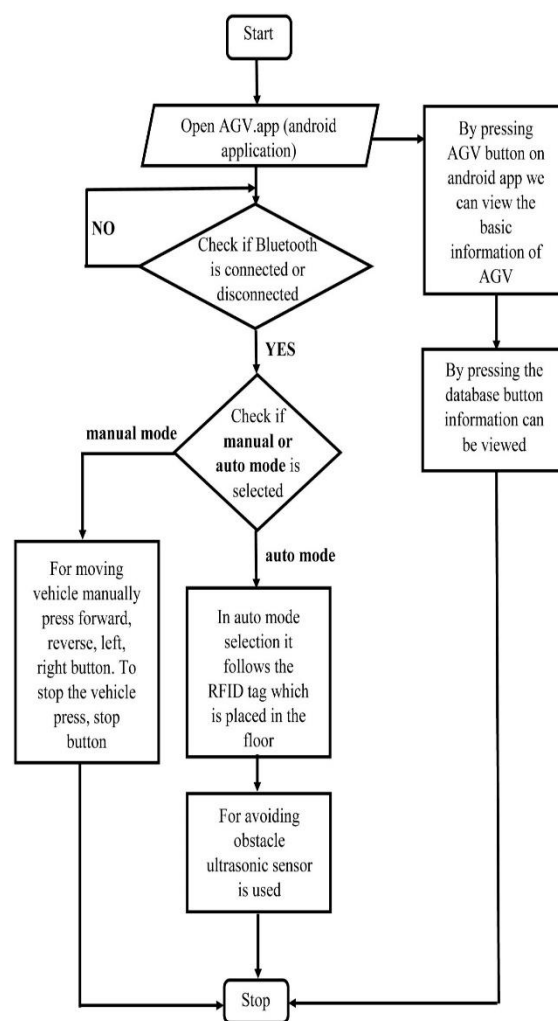 Start
Open AGV.app (android
application)
By pressing
AGV button on
android app we
can view the
basic
information of
AGV
NO
Check if Bluetooth
is connected or
disconnected
YES
By pressing the
database button
information can
be viewed
Check if
manual or
auto mode is
selected
manual mode
auto mode
For moving
vehicle manually
press forward,
reverse, left,
right button. To
stop the vehicle
press, stop
button
In auto mode
selection it
follows the
RFID tag which
is placed in the
floor
For avoiding
obstacle
ultrasonic sensor
is used
Stop